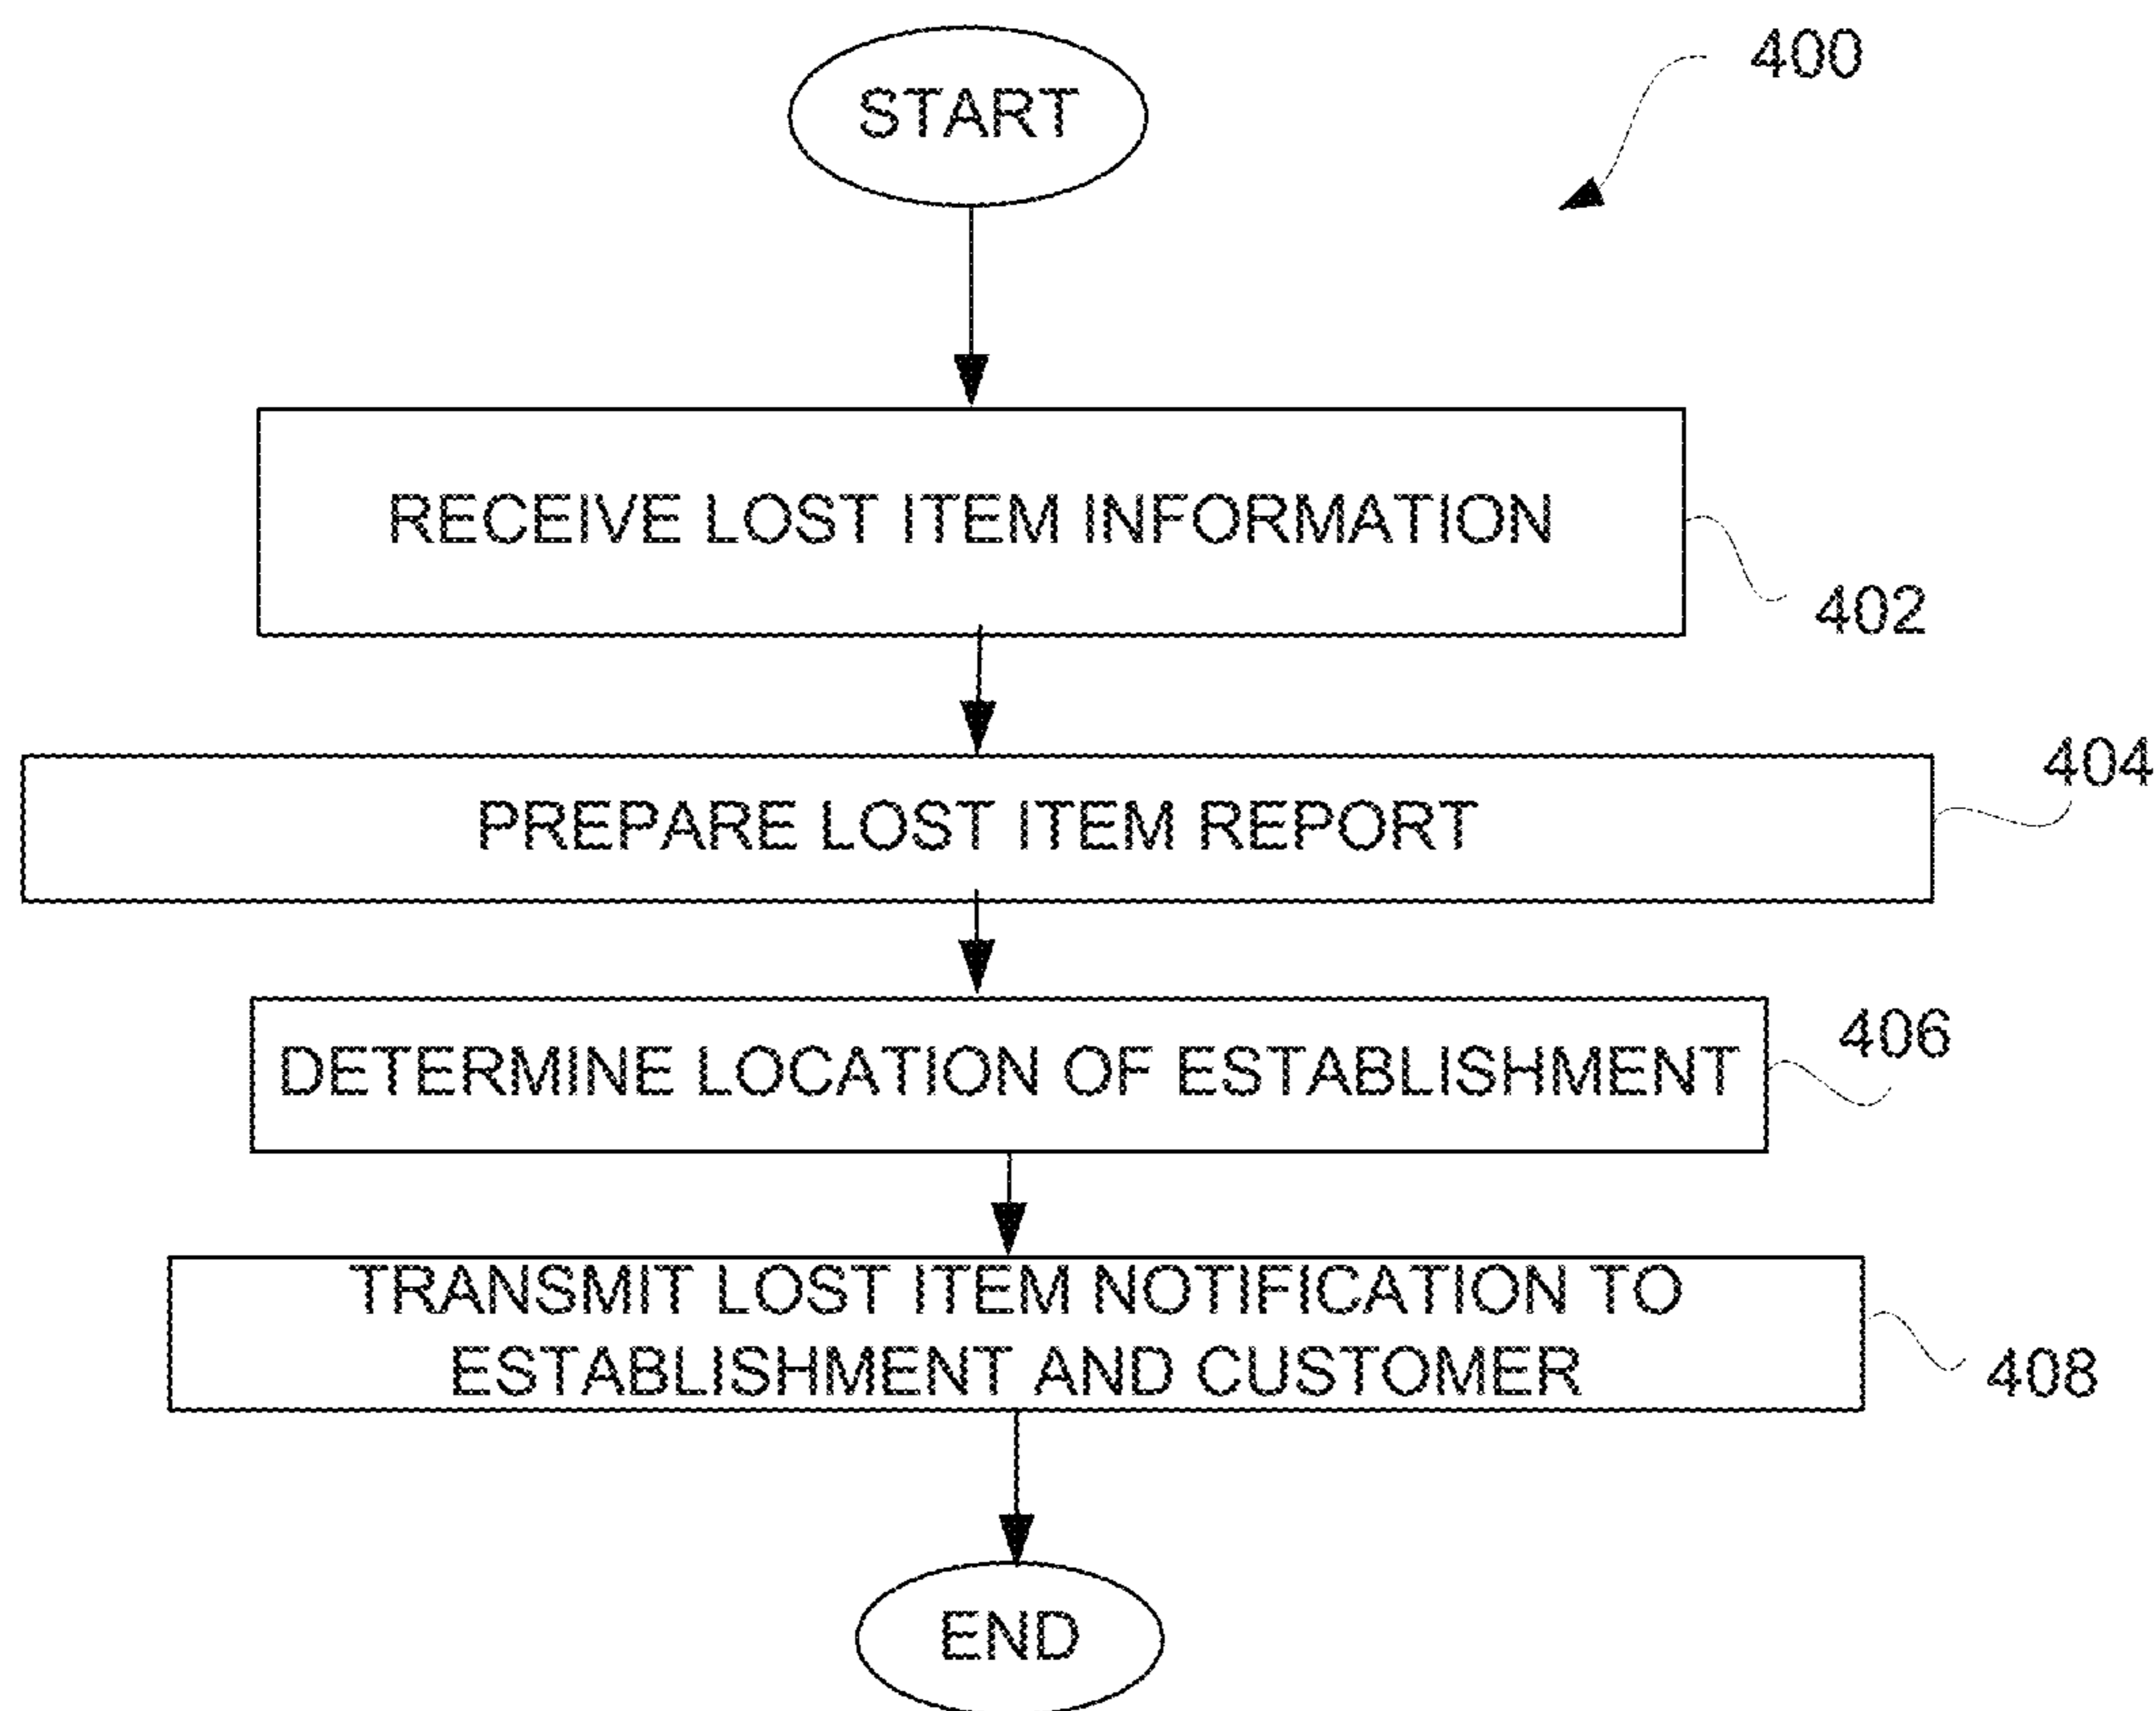 START
400
RECEIVE LOST ITEM INFORMATION
402
PREPARE LOST ITEM REPORT
404
DETERMINE LOCATION OF ESTABLISHMENT
406
TRANSMIT LOST ITEM NOTIFICATION TO
ESTABLISHMENT AND CUSTOMER
408
END